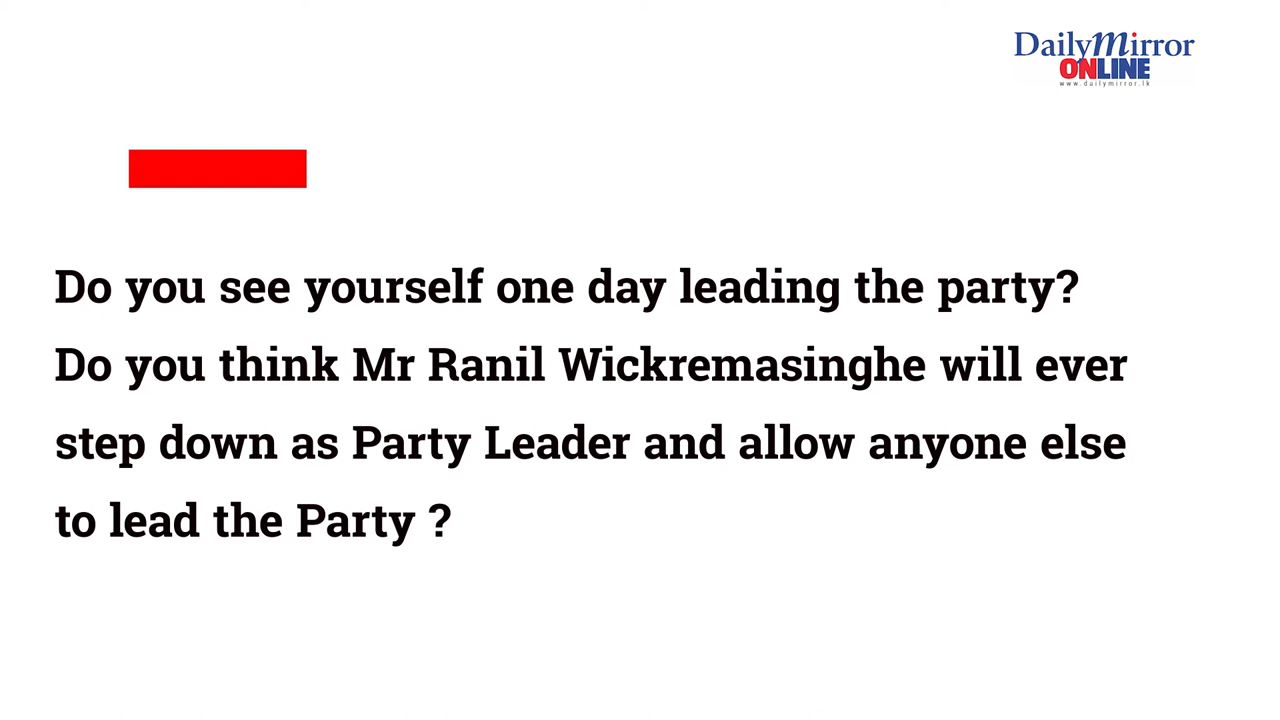 DailyMirror
ONLINE
www.dailymirror.lk
Do you see yourself one day leading the party?
Do you think Mr Ranil Wickremasinghe will ever
step down as Party Leader and allow anyone else
to lead the Party ?